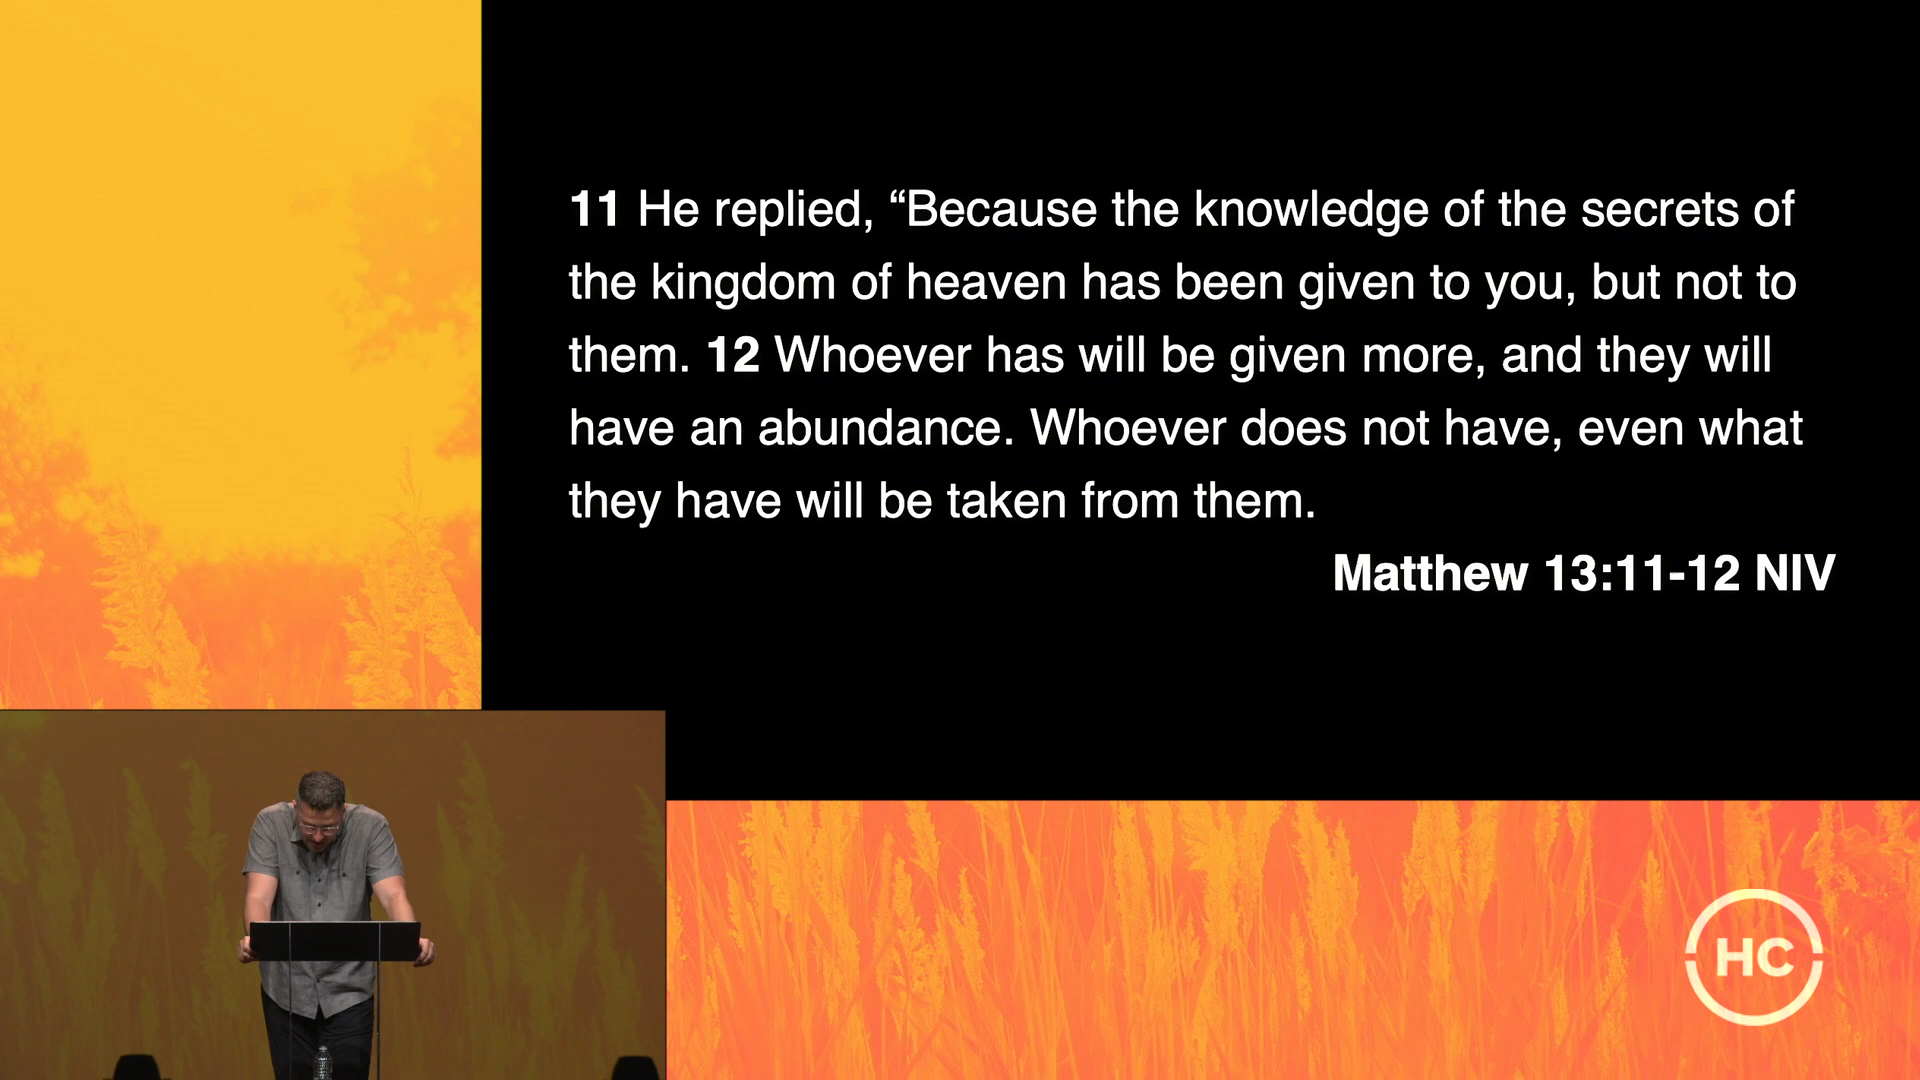 11 He replied, “Because the knowledge of the secrets of
the kingdom of heaven has been given to you, but not to
them. 12 Whoever has will be given more, and they will
have an abundance. Whoever does not have, even what
they have will be taken from them.
Matthew 13:11-12 NIV
HC